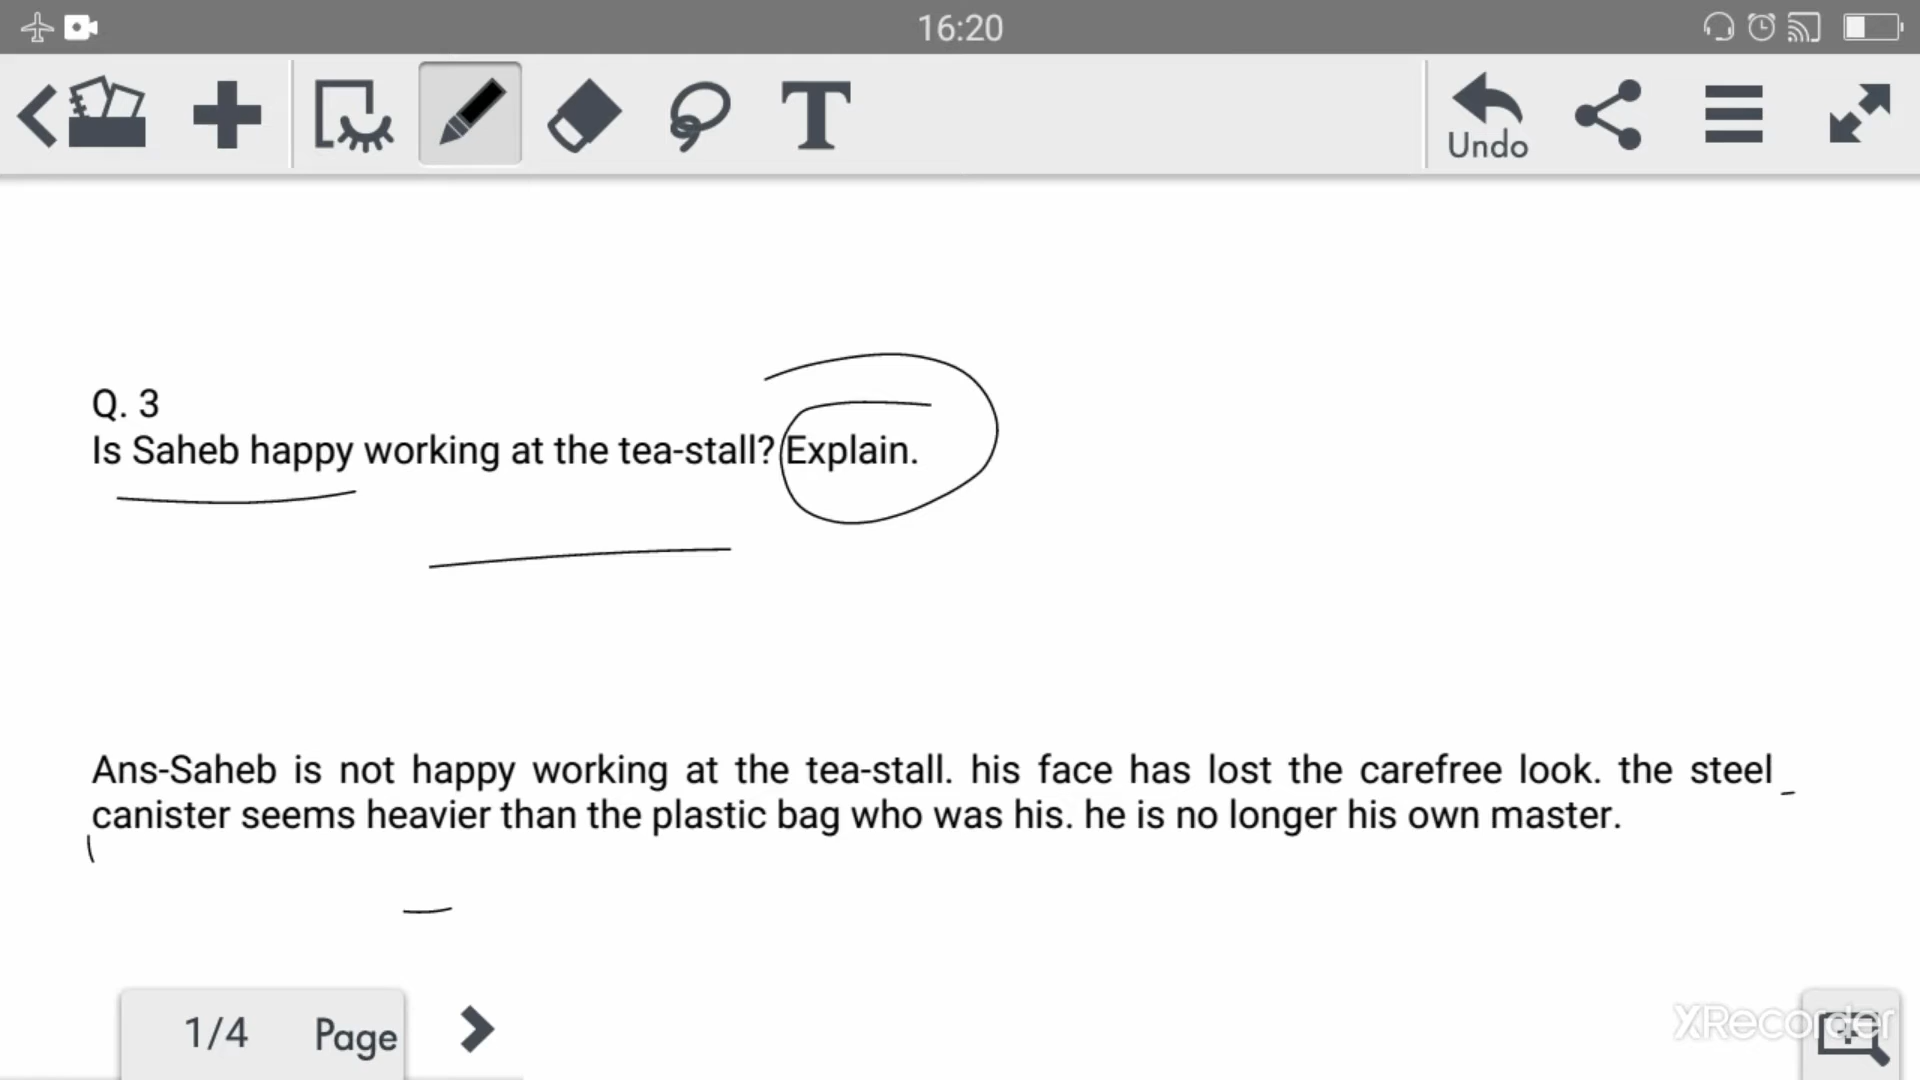 16:20
T
Undo
Q. 3
Is Saheb happy working at the tea-stall? Explain.
Ans-Saheb is not happy working at the tea-stall. his face has lost the carefree look. the steel
canister seems heavier than the plastic bag who was his. he is no longer his own master.
1/4 Page
XRecorder